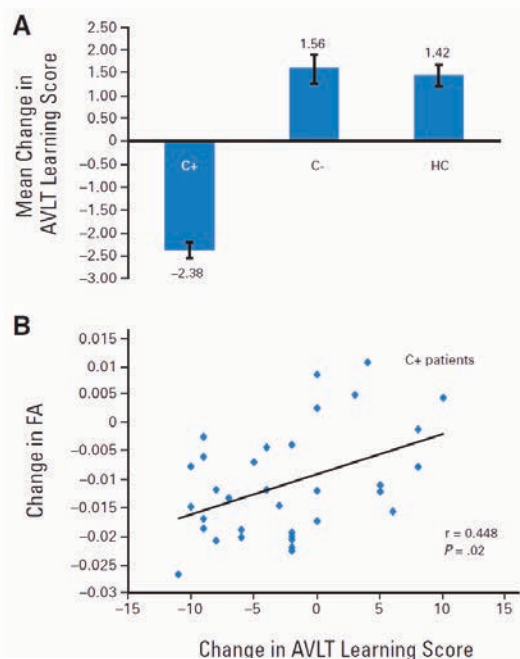 A
Mean Change in
AVLT Learning Score
2.50
2.00
1.50
1.00
0.50
0
−0.50
−1.00
−1.50
−2.00
−2.50
−3.00
1.56
1.42
C+
C-
HC
−2.38
B
Change in FA
0.015
0.01
0.005
0
−0.005
−0.01
−0.015
−0.02
−0.025
−0.03
C+ patients
r = 0.448
P = .02
−15
−10
−5
0
5
10
15
Change in AVLT Learning Score